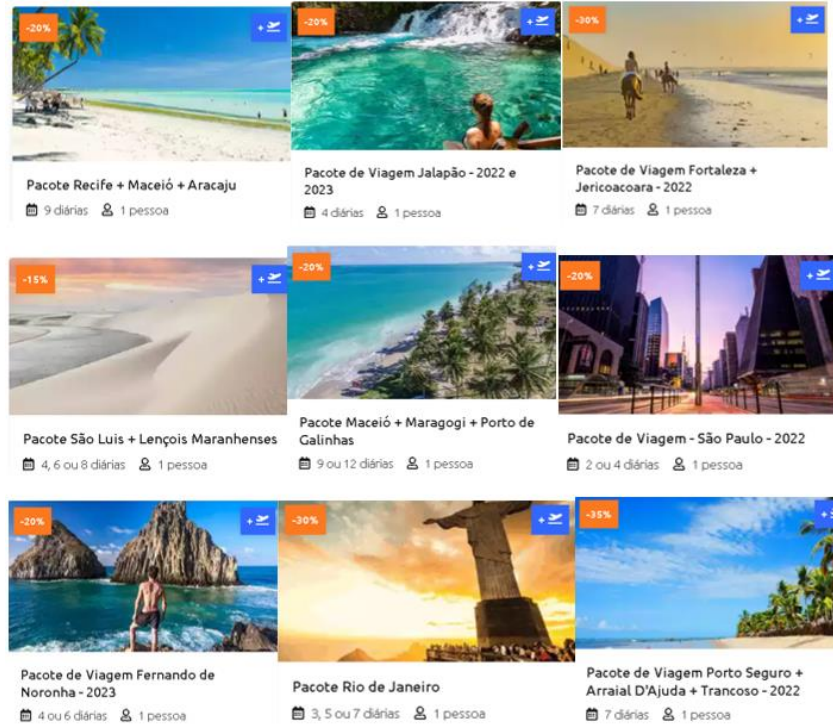 -20%
+
-20%
+
-30%
+
Pacote Recife + Maceió + Aracaju
9 diárias 1 pessoa
Pacote de Viagem Jalapão - 2022 e
2023
4 diárias 1 pessoa
Pacote de Viagem Fortaleza +
Jericoacoara - 2022
7 diárias 1 pessoa
-15%
+
-20%
+
-20%
+
Pacote São Luis + Lençois Maranhenses
4, 6 ou 8 diárias 1 pessoa
Pacote Maceió + Maragogi + Porto de
Galinhas
9 ou 12 diárias 1 pessoa
Pacote de Viagem - São Paulo - 2022
2 ou 4 diárias 1 pessoa
-20%
+
-30%
+
-35%
+
Pacote de Viagem Fernando de
Noronha - 2023
4 ou 6 diárias 1 pessoa
Pacote Rio de Janeiro
3, 5 ou 7 diárias 1 pessoa
Pacote de Viagem Porto Seguro +
Arraial D'Ajuda + Trancoso - 2022
7 diárias 1 pessoa